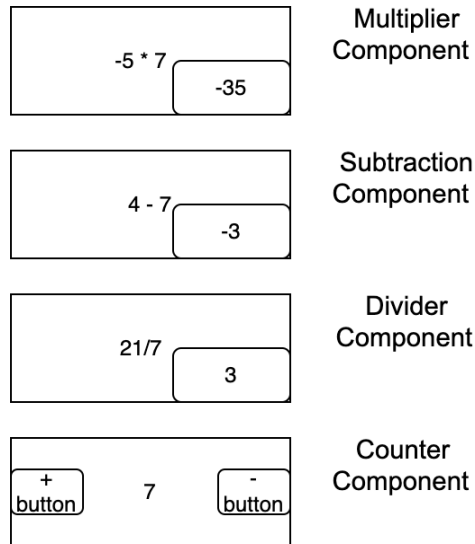 -5 * 7
-35
Multiplier
Component
4 - 7
-3
Subtraction
Component
21/7
3
Divider
Component
+
button
7
-
button
Counter
Component